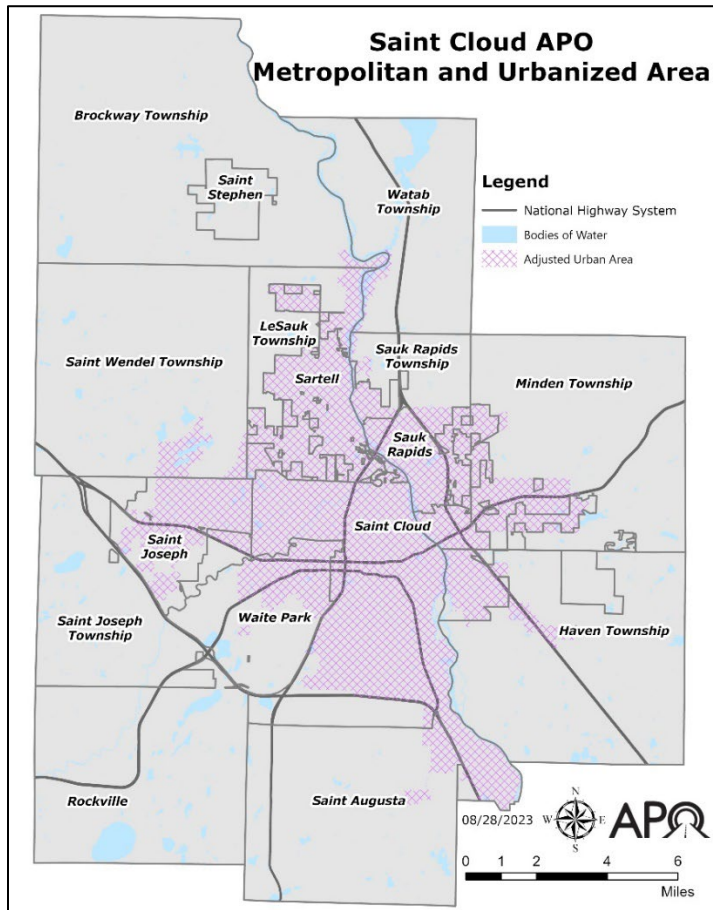 Saint Cloud APO
Metropolitan and Urbanized Area
Brockway Township
Saint
Stephen
Watab
Township
Legend
National Highway System
Bodies of Water
Adjusted Urban Area
LeSauk
Township
Saint Wendel Township
Sartell
Sauk Rapids
Township
Minden Township
Sauk
Rapids
Saint Cloud
Saint
Joseph
Saint Joseph
Township
Waite Park
Haven Township
Rockville
Saint Augusta
08/28/2023
N
W
E
S
APO
0
1
2
4
6
Miles